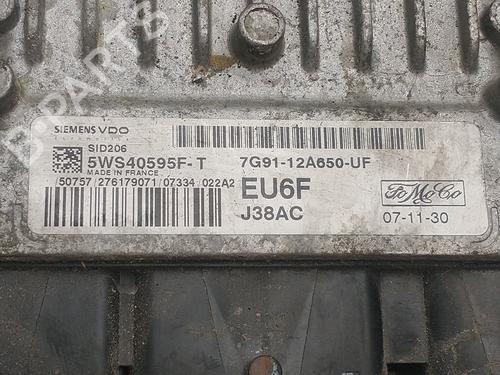 B-PARTS
SIEMENS VDO
SID206
5WS40595F-T
MADE IN FRANCE
7G91-12A650-UF
/50757/276179071/07334/022A2
EU6F
J38AC
FoMoCo
07-11-30